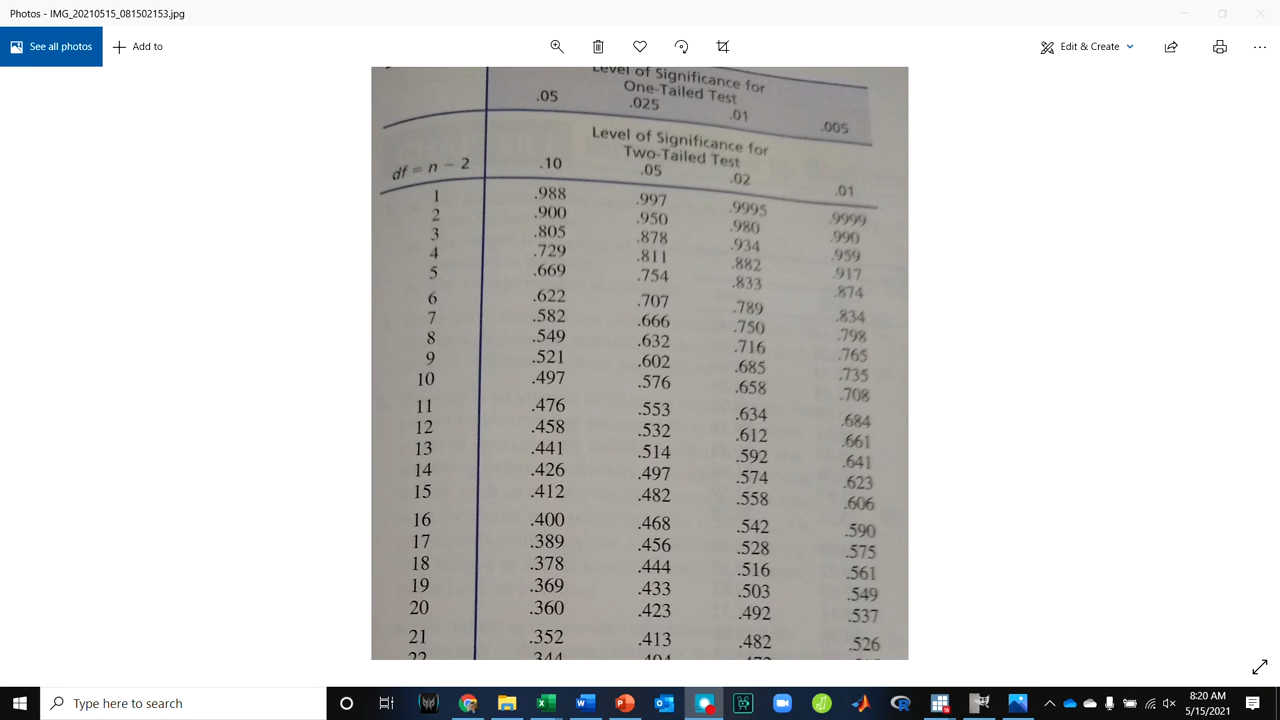 Photos - IMG_20210515_081502153.jpg
See all photos
Add to
Edit & Create
Level of Significance for
One-Tailed Test
.05 .025 .01 .005
Level of Significance for
Two-Tailed Test
df = n - 2 .10 .05 .02 .01
1 .988 .997 .9995 .9999
2 .900 .950 .980 .990
3 .805 .878 .934 .959
4 .729 .811 .882 .917
5 .669 .754 .833 .874
6 .622 .707 .789 .834
7 .582 .666 .750 .798
8 .549 .632 .716 .765
9 .521 .602 .685 .735
10 .497 .576 .658 .708
11 .476 .553 .634 .684
12 .458 .532 .612 .661
13 .441 .514 .592 .641
14 .426 .497 .574 .623
15 .412 .482 .558 .606
16 .400 .468 .542 .590
17 .389 .456 .528 .575
18 .378 .444 .516 .561
19 .369 .433 .503 .549
20 .360 .423 .492 .537
21 .352 .413 .482 .526
22 .344 .404
Type here to search
8:20 AM
5/15/2021